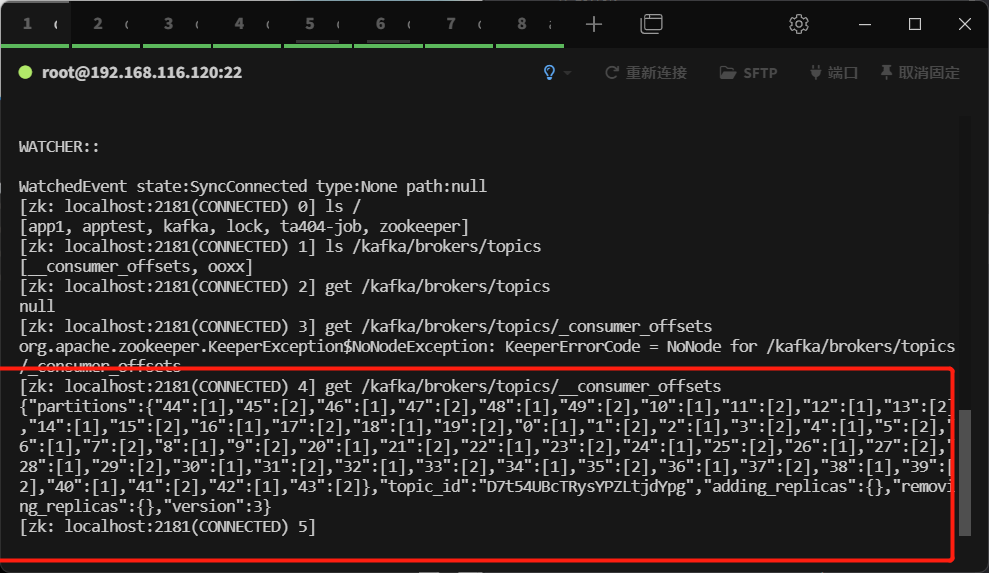 1 2 3 4 5 6 7 8
root@192.168.116.120:22 重新连接 SFTP 端口 取消固定
WATCHER::
WatchedEvent state:SyncConnected type:None path:null
[zk: localhost:2181(CONNECTED) 0] ls /
[app1, apptest, kafka, lock, ta404-job, zookeeper]
[zk: localhost:2181(CONNECTED) 1] ls /kafka/brokers/topics
[__consumer_offsets, ooxx]
[zk: localhost:2181(CONNECTED) 2] get /kafka/brokers/topics
null
[zk: localhost:2181(CONNECTED) 3] get /kafka/brokers/topics/_consumer_offsets
org.apache.zookeeper.KeeperException$NoNodeException: KeeperErrorCode = NoNode for /kafka/brokers/topics
/_consumer_offsets
[zk: localhost:2181(CONNECTED) 4] get /kafka/brokers/topics/__consumer_offsets
{"partitions":{"44":[1],"45":[2],"46":[1],"47":[2],"48":[1],"49":[2],"10":[1],"11":[2],"12":[1],"13":[2]
,"14":[1],"15":[2],"16":[1],"17":[2],"18":[1],"19":[2],"0":[1],"1":[2],"2":[1],"3":[2],"4":[1],"5":[2],"
6":[1],"7":[2],"8":[1],"9":[2],"20":[1],"21":[2],"22":[1],"23":[2],"24":[1],"25":[2],"26":[1],"27":[2],"
28":[1],"29":[2],"30":[1],"31":[2],"32":[1],"33":[2],"34":[1],"35":[2],"36":[1],"37":[2],"38":[1],"39":[
2],"40":[1],"41":[2],"42":[1],"43":[2]},"topic_id":"D7t54UBcTRysYPZLtjdYpg","adding_replicas":{},"removi
ng_replicas":{},"version":3}
[zk: localhost:2181(CONNECTED) 5]